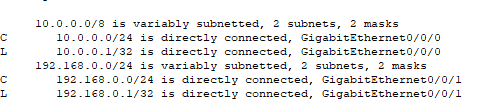 10.0.0.0/8 is variably subnetted, 2 subnets, 2 masks
C 10.0.0.0/24 is directly connected, GigabitEthernet0/0/0
L 10.0.0.1/32 is directly connected, GigabitEthernet0/0/0
192.168.0.0/24 is variably subnetted, 2 subnets, 2 masks
C 192.168.0.0/24 is directly connected, GigabitEthernet0/0/1
L 192.168.0.1/32 is directly connected, GigabitEthernet0/0/1